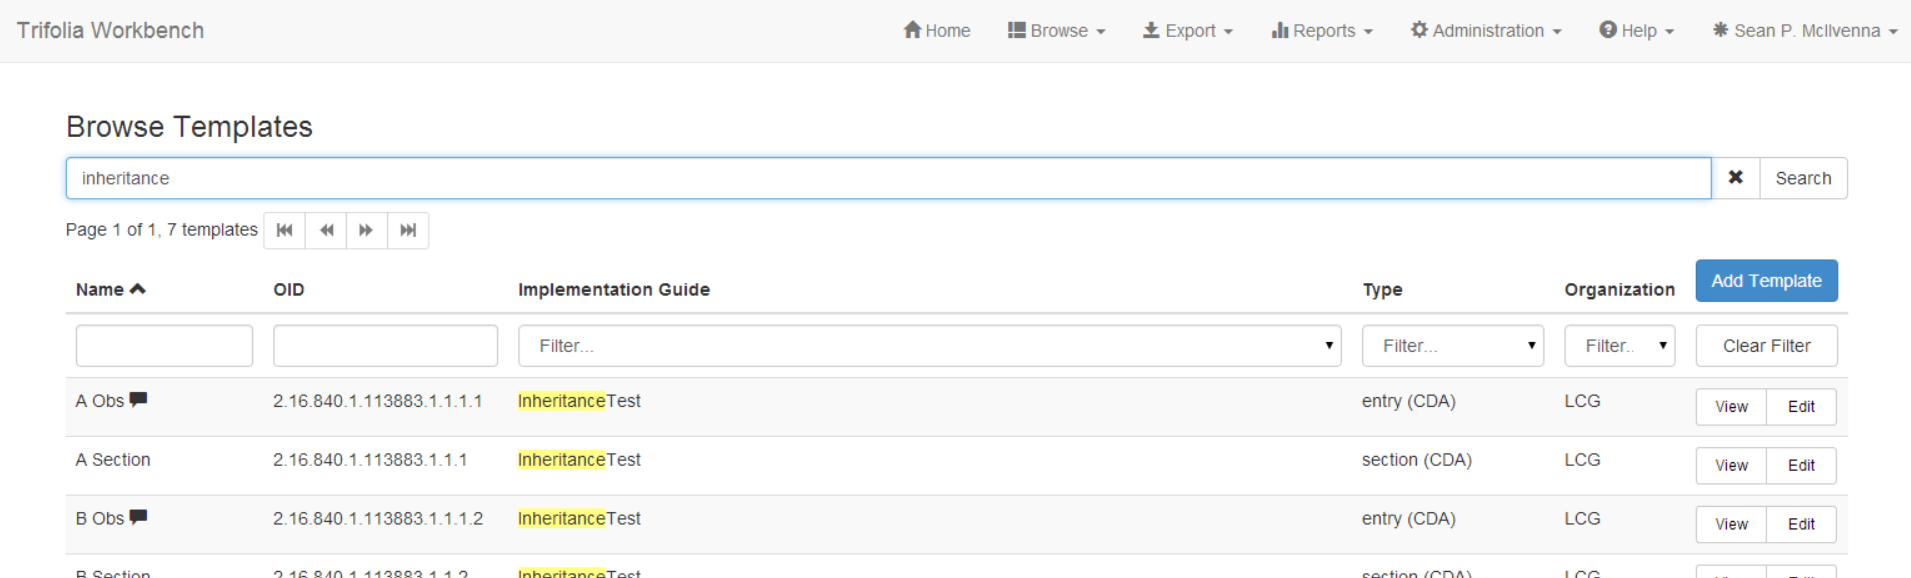 Trifolia Workbench Home Browse Export Reports Administration Help Sean P. McIlvenna
Browse Templates
inheritance Search
Page 1 of 1, 7 templates
Name OID Implementation Guide Type Organization Add Template
Filter... Filter... Filter.. Clear Filter
A Obs 2.16.840.1.113883.1.1.1.1 InheritanceTest entry (CDA) LCG View Edit
A Section 2.16.840.1.113883.1.1.1 InheritanceTest section (CDA) LCG View Edit
B Obs 2.16.840.1.113883.1.1.1.2 InheritanceTest entry (CDA) LCG View Edit
B Section 2.16.840.1.113883.1.1.2 InheritanceTest section (CDA) LCG